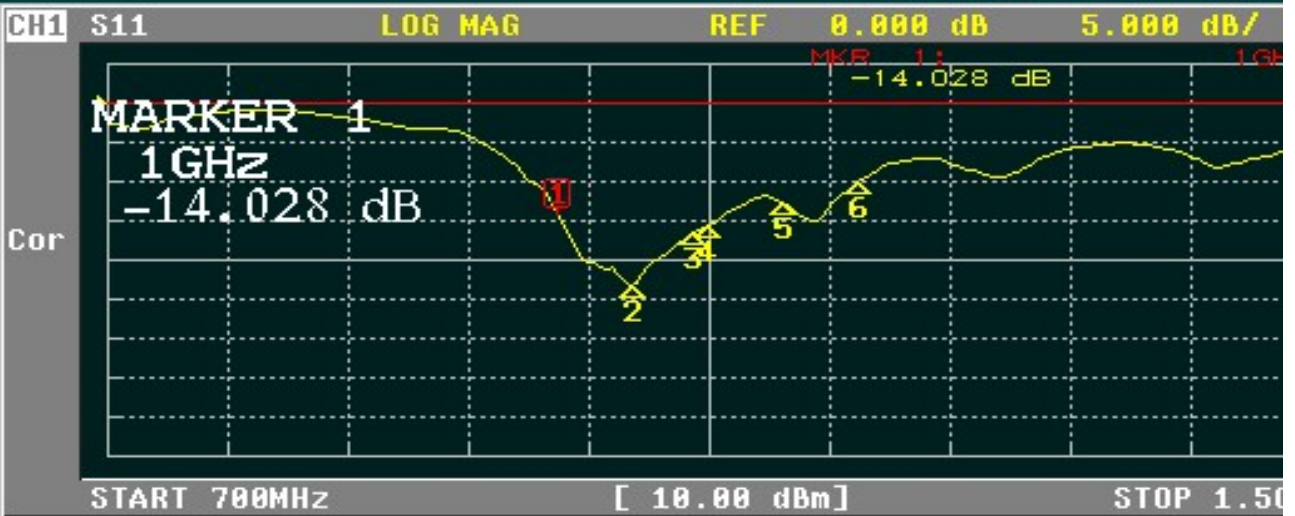 CH1 S11 LOG MAG REF 0.000 dB 5.000 dB/
MKR 1: 1GH
-14.028 dB
MARKER 1
1GHz
-14.028 dB
1
Cor
2
3
4
5
6
START 700MHz [ 10.00 dBm] STOP 1.50